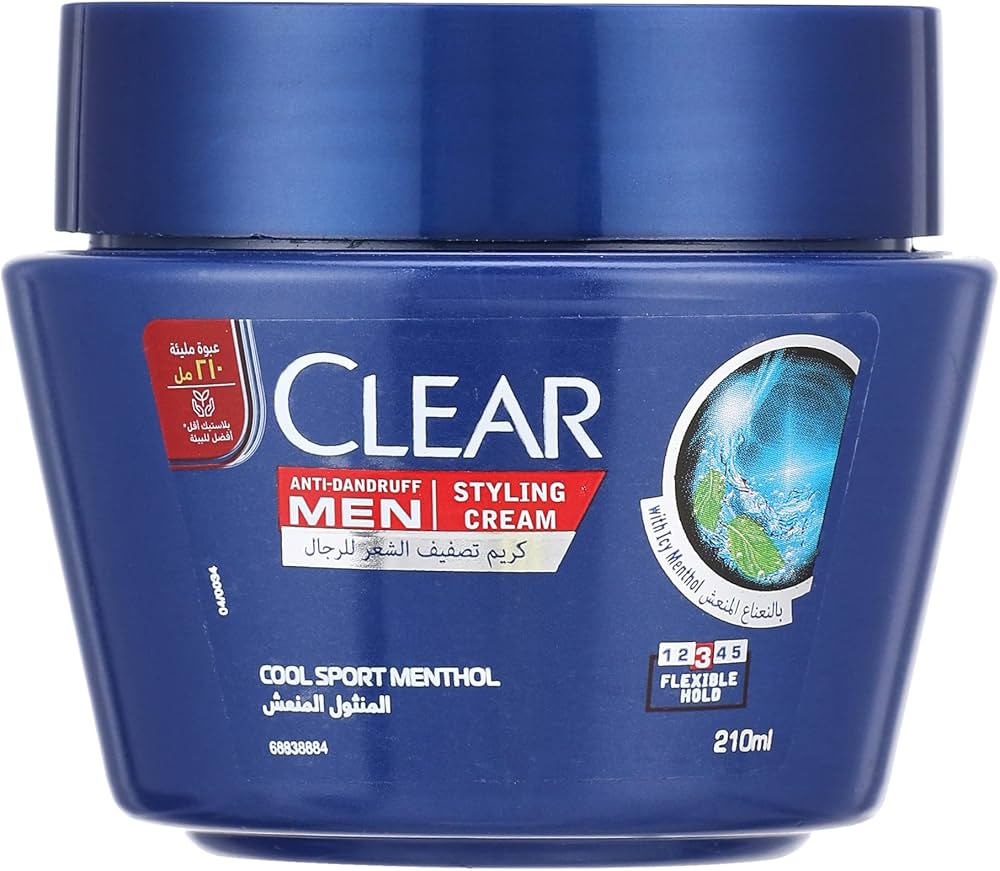 عبوة مليئة
٢١٠ مل
بلاستيك أقل*
أفضل للبيئة
CLEAR
ANTI-DANDRUFF
MEN
STYLING
CREAM
كريم تصفيف الشعر للرجال
with Icy Menthol بالنعناع المنعش
04/0034
1 2 3 4 5
FLEXIBLE
HOLD
COOL SPORT MENTHOL
المنثول المنعش
68938884
210ml